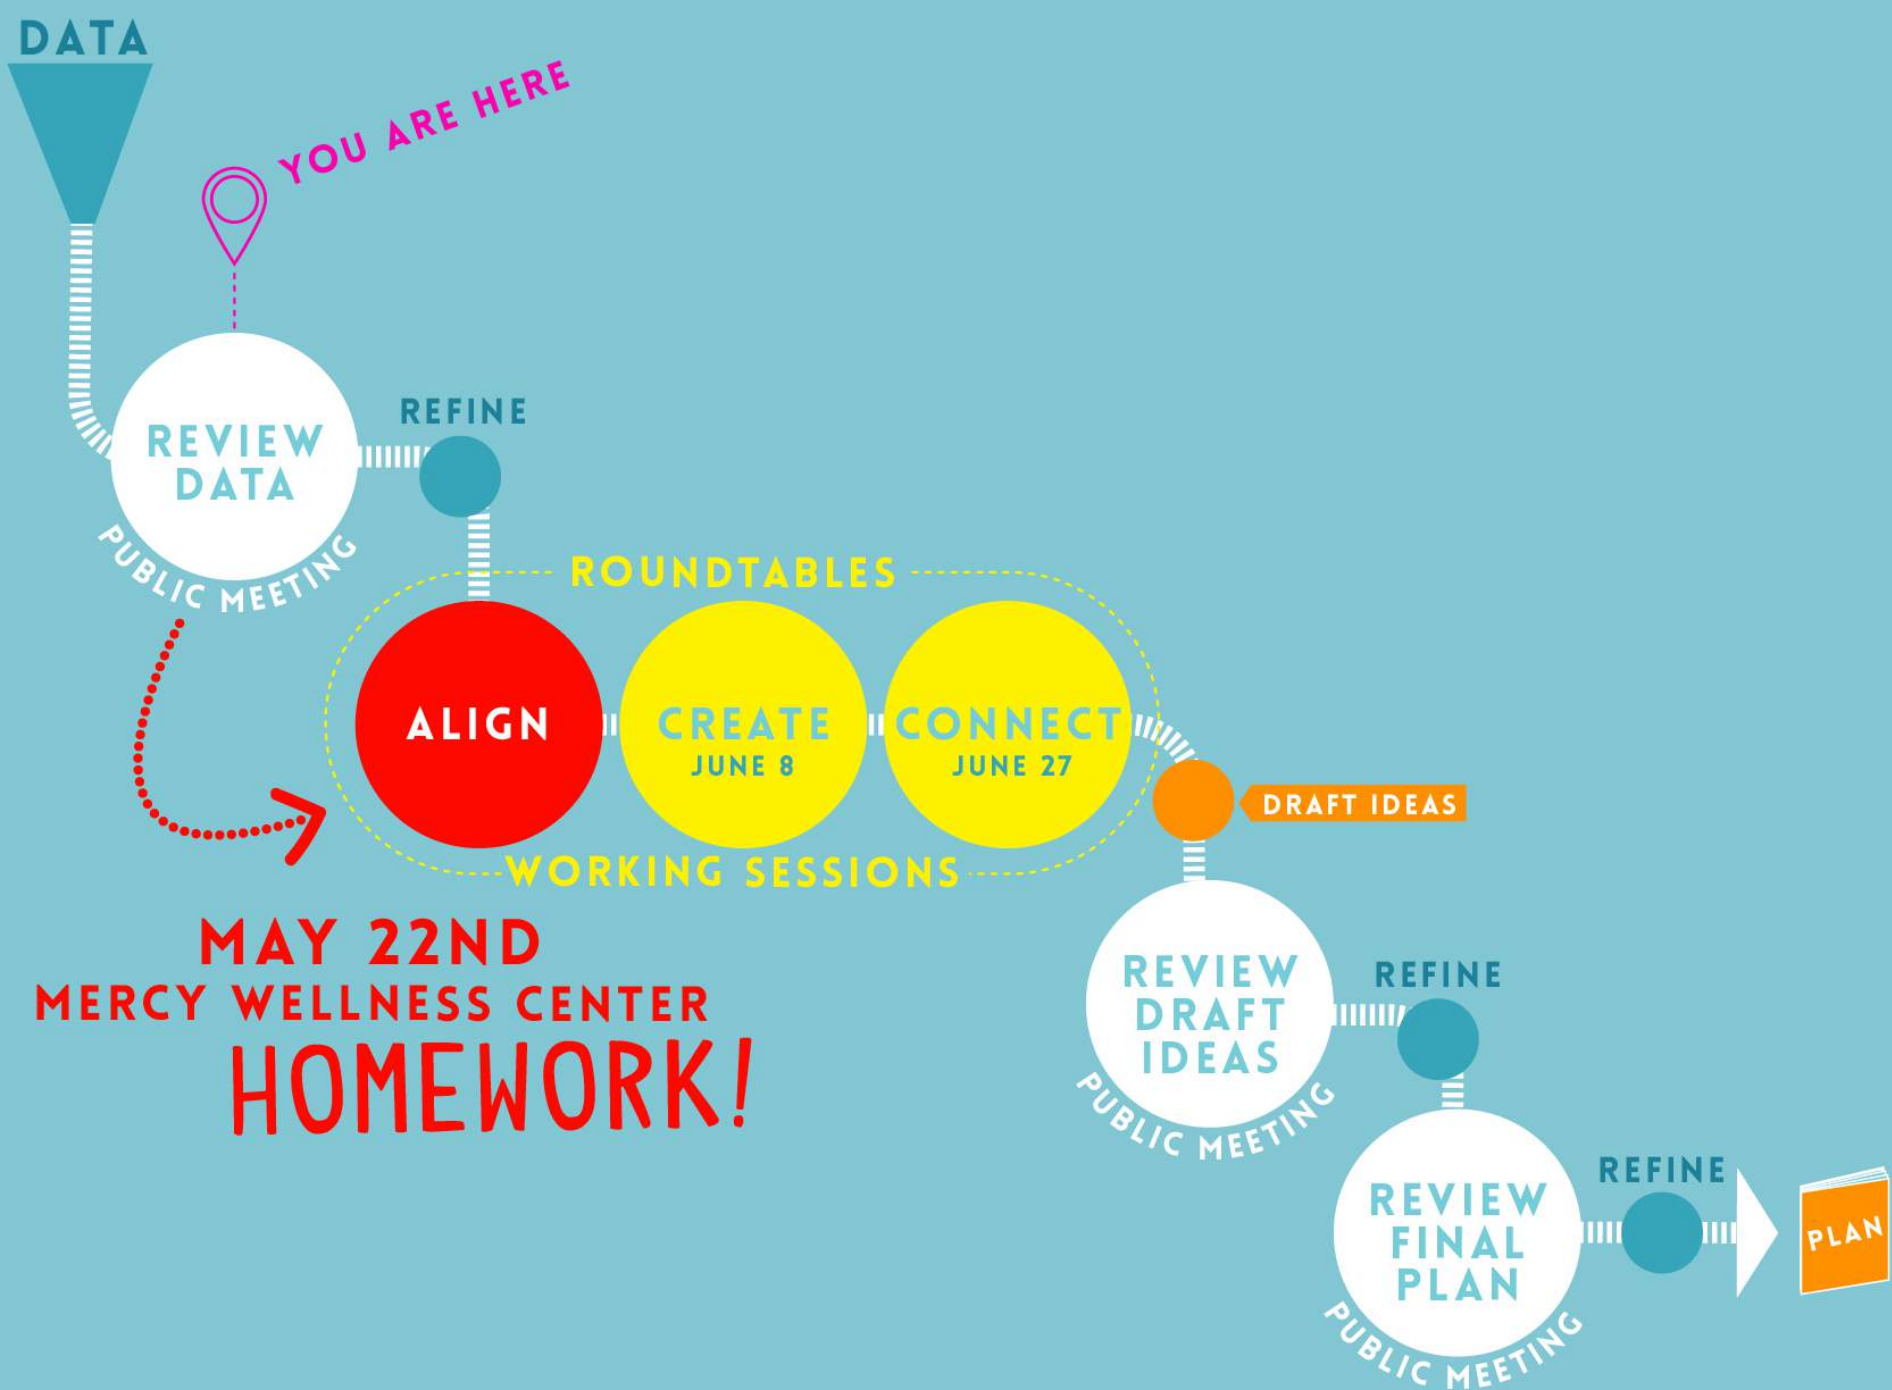 DATA
YOU ARE HERE
REVIEW
DATA
PUBLIC MEETING
REFINE
ROUNDTABLES
ALIGN
CREATE
JUNE 8
CONNECT
JUNE 27
WORKING SESSIONS
DRAFT IDEAS
MAY 22ND
MERCY WELLNESS CENTER
HOMEWORK!
REVIEW
DRAFT
IDEAS
PUBLIC MEETING
REFINE
REVIEW
FINAL
PLAN
PUBLIC MEETING
REFINE
PLAN